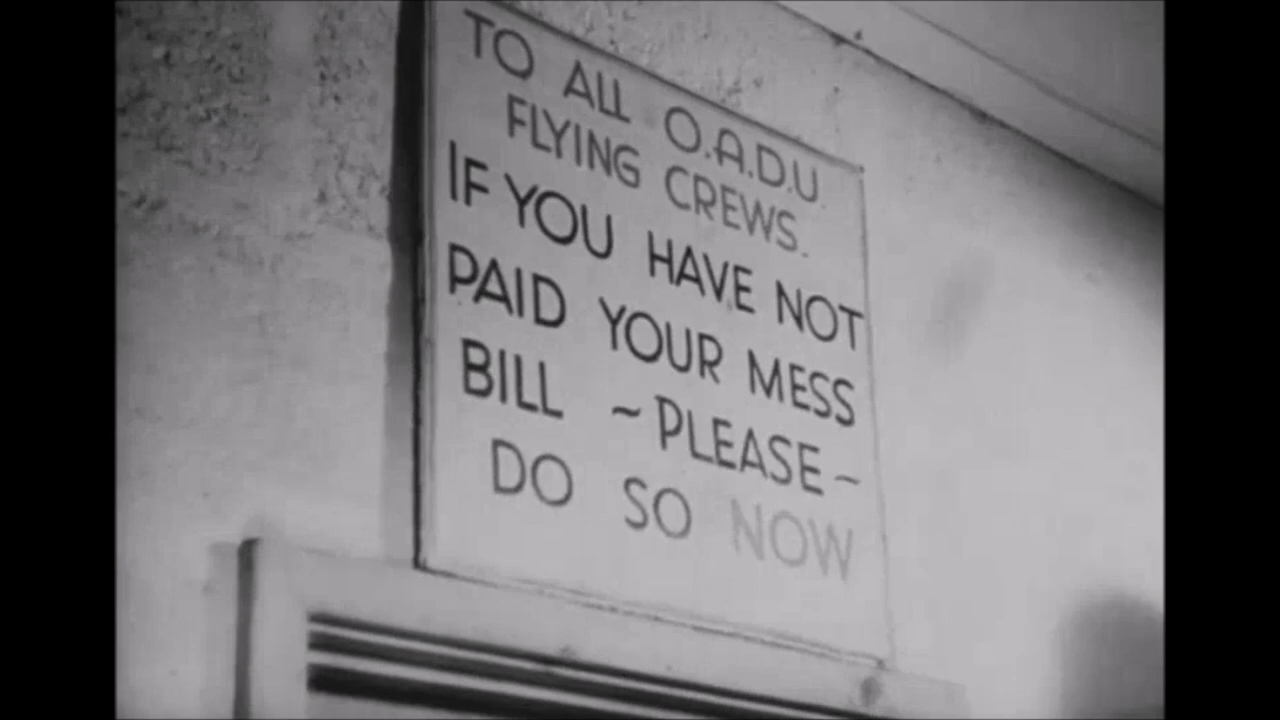 TO ALL O.A.D.U.
FLYING CREWS.
IF YOU HAVE NOT
PAID YOUR MESS
BILL ~ PLEASE ~
DO SO NOW